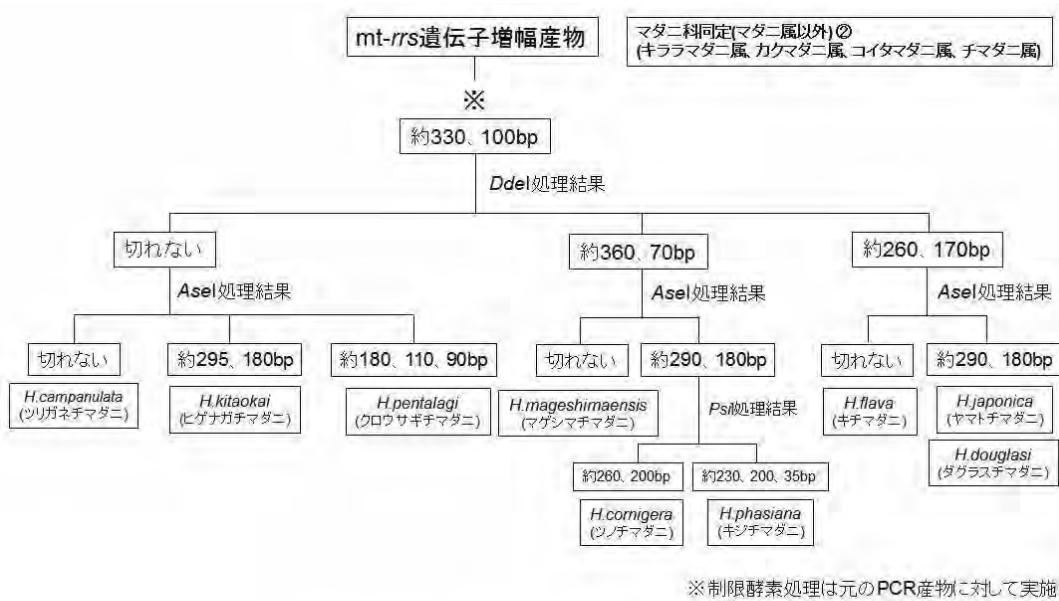 mt-rrs遺伝子増幅産物
マダニ科同定(マダニ属以外)②
(キララマダニ属、カクマダニ属、コイタマダニ属、チマダニ属)
※
約330、100bp
DdeI処理結果
切れない
約360、70bp
約260、170bp
AseI処理結果
AseI処理結果
AseI処理結果
切れない
約295、180bp
約180、110、90bp
切れない
約290、180bp
切れない
約290、180bp
H.campanulata
(ツリガネチマダニ)
H.kitaokai
(ヒゲナガチマダニ)
H.pentalagi
(クロウサギチマダニ)
H.mageshimaensis
(マゲシマチマダニ)
PsiI処理結果
H.flava
(キチマダニ)
H.japonica
(ヤマトチマダニ)
H.douglasi
(ダグラスチマダニ)
約260、200bp
約230、200、35bp
H.cornigera
(ツノチマダニ)
H.phasiana
(キジチマダニ)
※制限酵素処理は元のPCR産物に対して実施